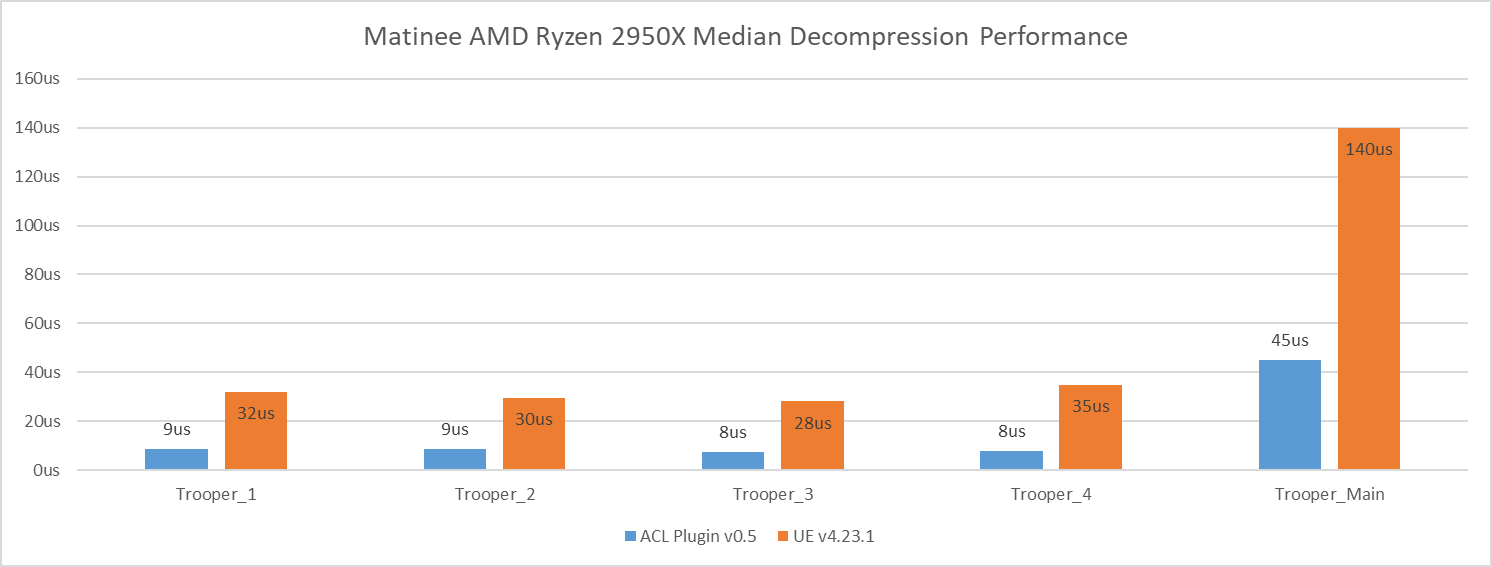 Matinee AMD Ryzen 2950X Median Decompression Performance
160us
140us
120us
100us
80us
60us
40us
20us
0us
9us
32us
9us
30us
8us
28us
8us
35us
45us
140us
Trooper_1
Trooper_2
Trooper_3
Trooper_4
Trooper_Main
ACL Plugin v0.5
UE v4.23.1